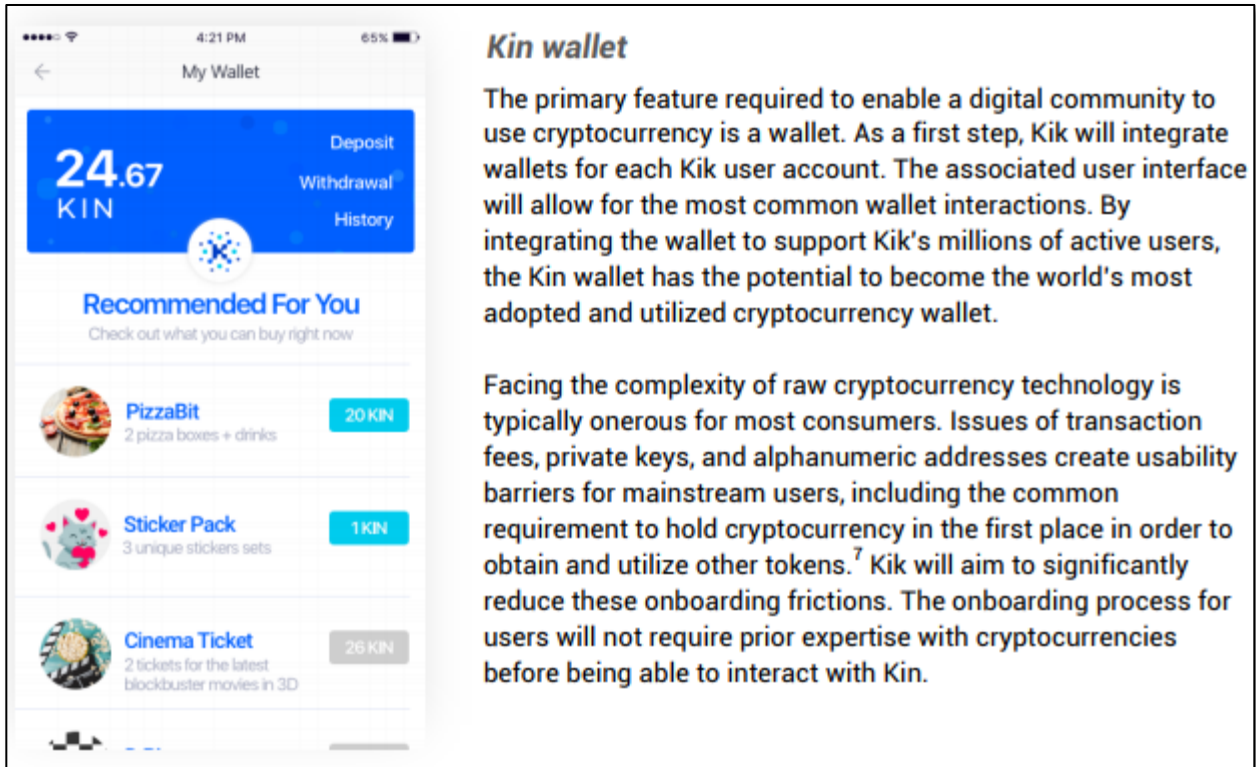 4:21 PM
65%
My Wallet
24.67
KIN
Deposit
Withdrawal
History
K
Recommended For You
Check out what you can buy right now
PizzaBit
2 pizza boxes + drinks
20 KIN
Sticker Pack
3 unique stickers sets
1 KIN
Cinema Ticket
2 tickets for the latest
blockbuster movies in 3D
26 KIN
Kin wallet
The primary feature required to enable a digital community to
use cryptocurrency is a wallet. As a first step, Kik will integrate
wallets for each Kik user account. The associated user interface
will allow for the most common wallet interactions. By
integrating the wallet to support Kik's millions of active users,
the Kin wallet has the potential to become the world's most
adopted and utilized cryptocurrency wallet.
Facing the complexity of raw cryptocurrency technology is
typically onerous for most consumers. Issues of transaction
fees, private keys, and alphanumeric addresses create usability
barriers for mainstream users, including the common
requirement to hold cryptocurrency in the first place in order to
obtain and utilize other tokens.⁷ Kik will aim to significantly
reduce these onboarding frictions. The onboarding process for
users will not require prior expertise with cryptocurrencies
before being able to interact with Kin.